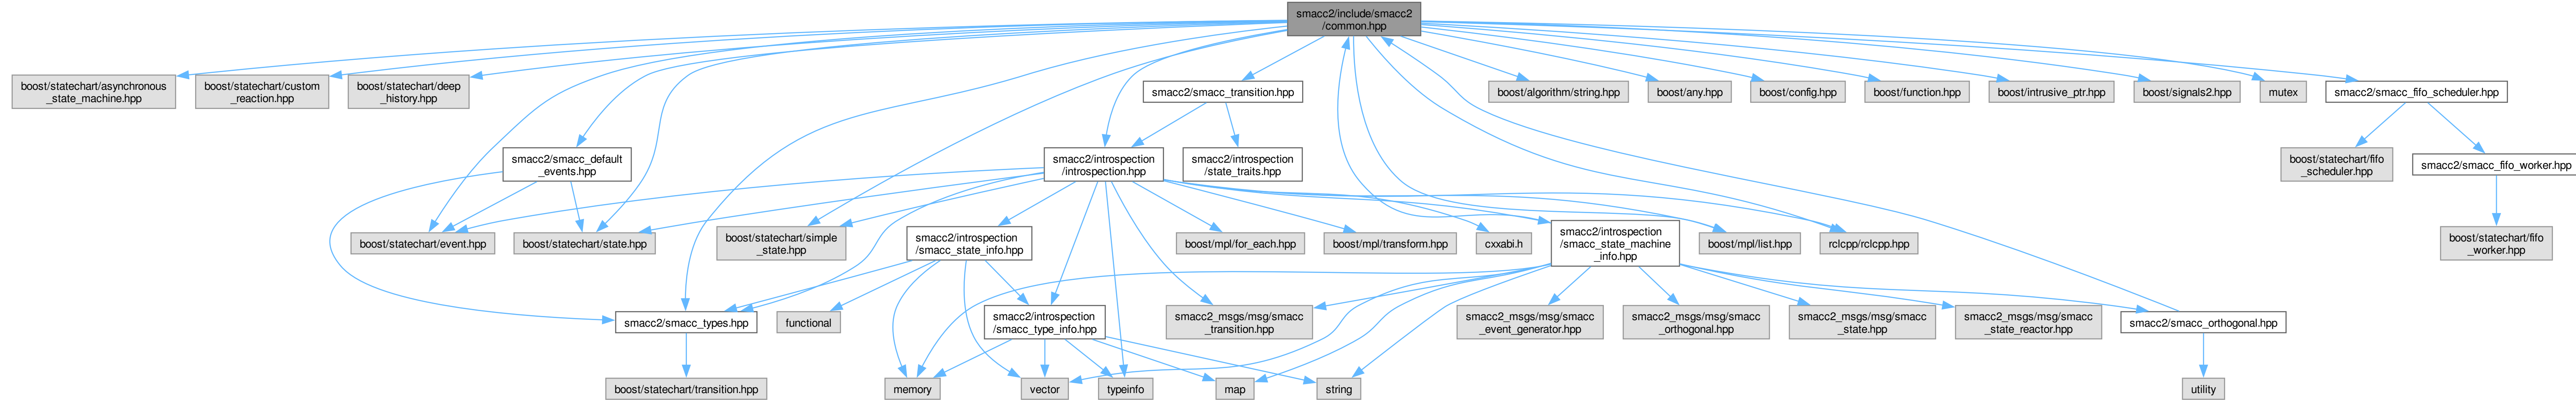 smacc2/include/smacc2
/common.hpp
boost/statechart/asynchronous
_state_machine.hpp
boost/statechart/custom
_reaction.hpp
boost/statechart/deep
_history.hpp
smacc2/smacc_transition.hpp
boost/algorithm/string.hpp
boost/any.hpp
boost/config.hpp
boost/function.hpp
boost/intrusive_ptr.hpp
boost/signals2.hpp
mutex
smacc2/smacc_fifo_scheduler.hpp
smacc2/smacc_default
_events.hpp
smacc2/introspection
/introspection.hpp
smacc2/introspection
/state_traits.hpp
boost/statechart/fifo
_scheduler.hpp
smacc2/smacc_fifo_worker.hpp
boost/statechart/event.hpp
boost/statechart/state.hpp
boost/statechart/simple
_state.hpp
smacc2/introspection
/smacc_state_info.hpp
boost/mpl/for_each.hpp
boost/mpl/transform.hpp
cxxabi.h
smacc2/introspection
/smacc_state_machine
_info.hpp
boost/mpl/list.hpp
rclcpp/rclcpp.hpp
boost/statechart/fifo
_worker.hpp
smacc2/smacc_types.hpp
functional
smacc2/introspection
/smacc_type_info.hpp
smacc2_msgs/msg/smacc
_transition.hpp
smacc2_msgs/msg/smacc
_event_generator.hpp
smacc2_msgs/msg/smacc
_orthogonal.hpp
smacc2_msgs/msg/smacc
_state.hpp
smacc2_msgs/msg/smacc
_state_reactor.hpp
smacc2/smacc_orthogonal.hpp
boost/statechart/transition.hpp
memory
vector
typeinfo
map
string
utility